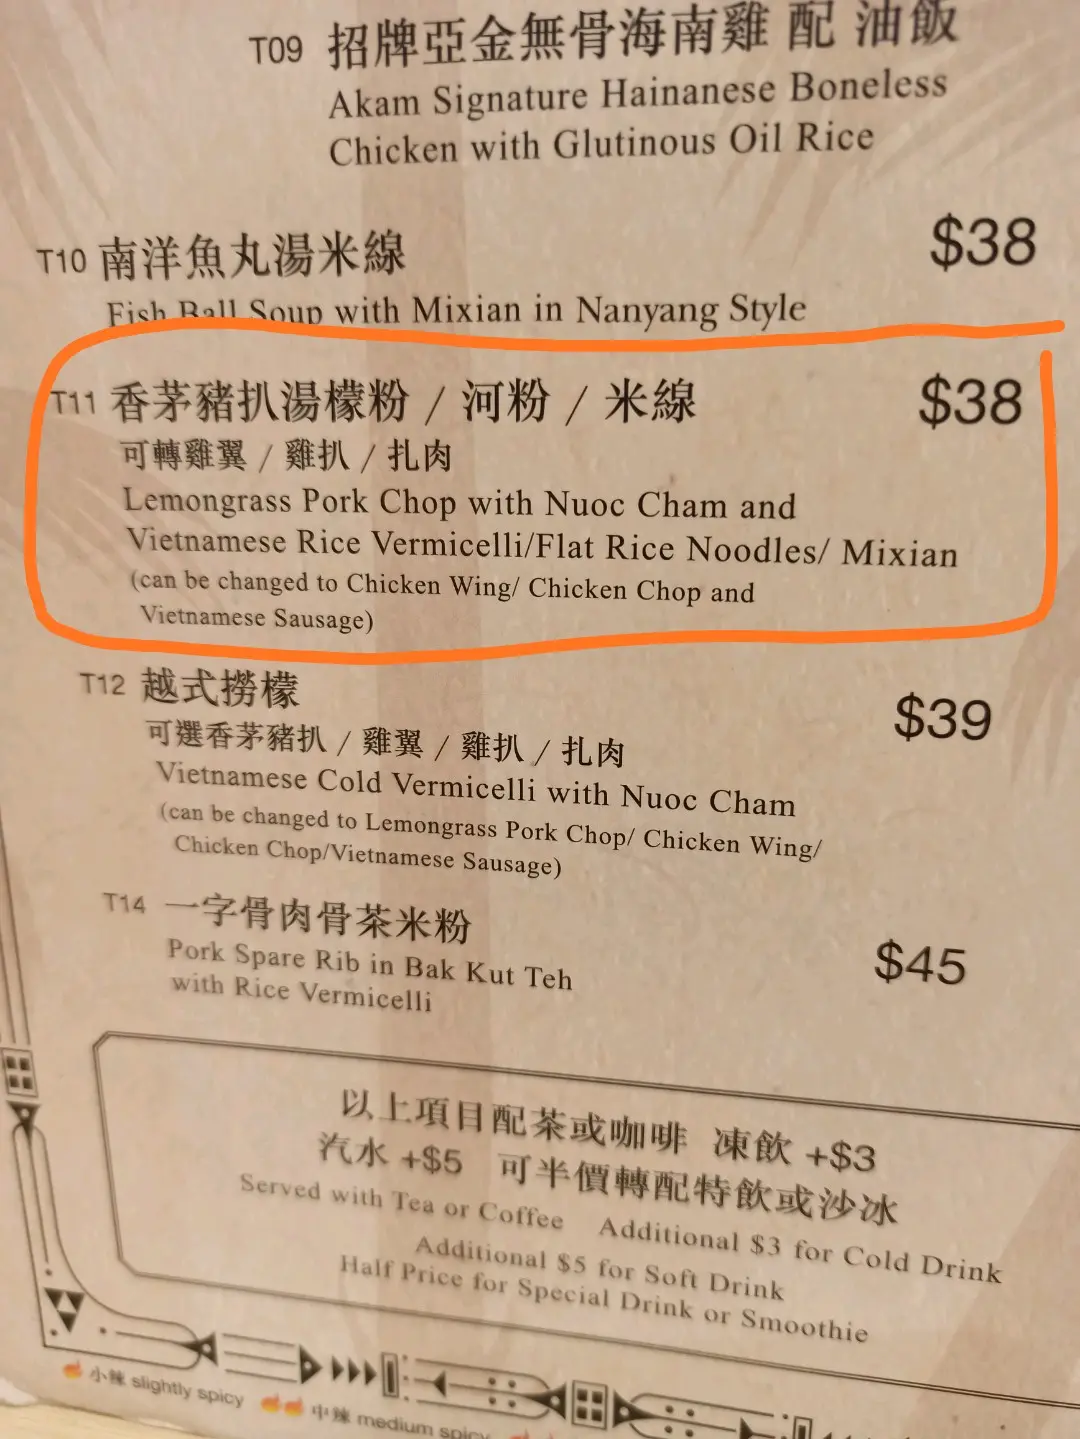 T09 招牌亞金無骨海南雞 配 油飯
Akam Signature Hainanese Boneless
Chicken with Glutinous Oil Rice
T10 南洋魚丸湯米線 $38
Fish Ball Soup with Mixian in Nanyang Style
T11 香茅豬扒湯檬粉 / 河粉 / 米線 $38
可轉雞翼 / 雞扒 / 扎肉
Lemongrass Pork Chop with Nuoc Cham and
Vietnamese Rice Vermicelli/Flat Rice Noodles/ Mixian
(can be changed to Chicken Wing/ Chicken Chop and
Vietnamese Sausage)
T12 越式撈檬 $39
可選香茅豬扒 / 雞翼 / 雞扒 / 扎肉
Vietnamese Cold Vermicelli with Nuoc Cham
(can be changed to Lemongrass Pork Chop/ Chicken Wing/
Chicken Chop/Vietnamese Sausage)
T14 一字骨肉骨茶米粉 $45
Pork Spare Rib in Bak Kut Teh
with Rice Vermicelli
以上項目配茶或咖啡 凍飲 +$3
汽水 +$5 可半價轉配特飲或沙冰
Served with Tea or Coffee Additional $3 for Cold Drink
Additional $5 for Soft Drink
Half Price for Special Drink or Smoothie
小辣 slightly spicy 中辣 medium spicy